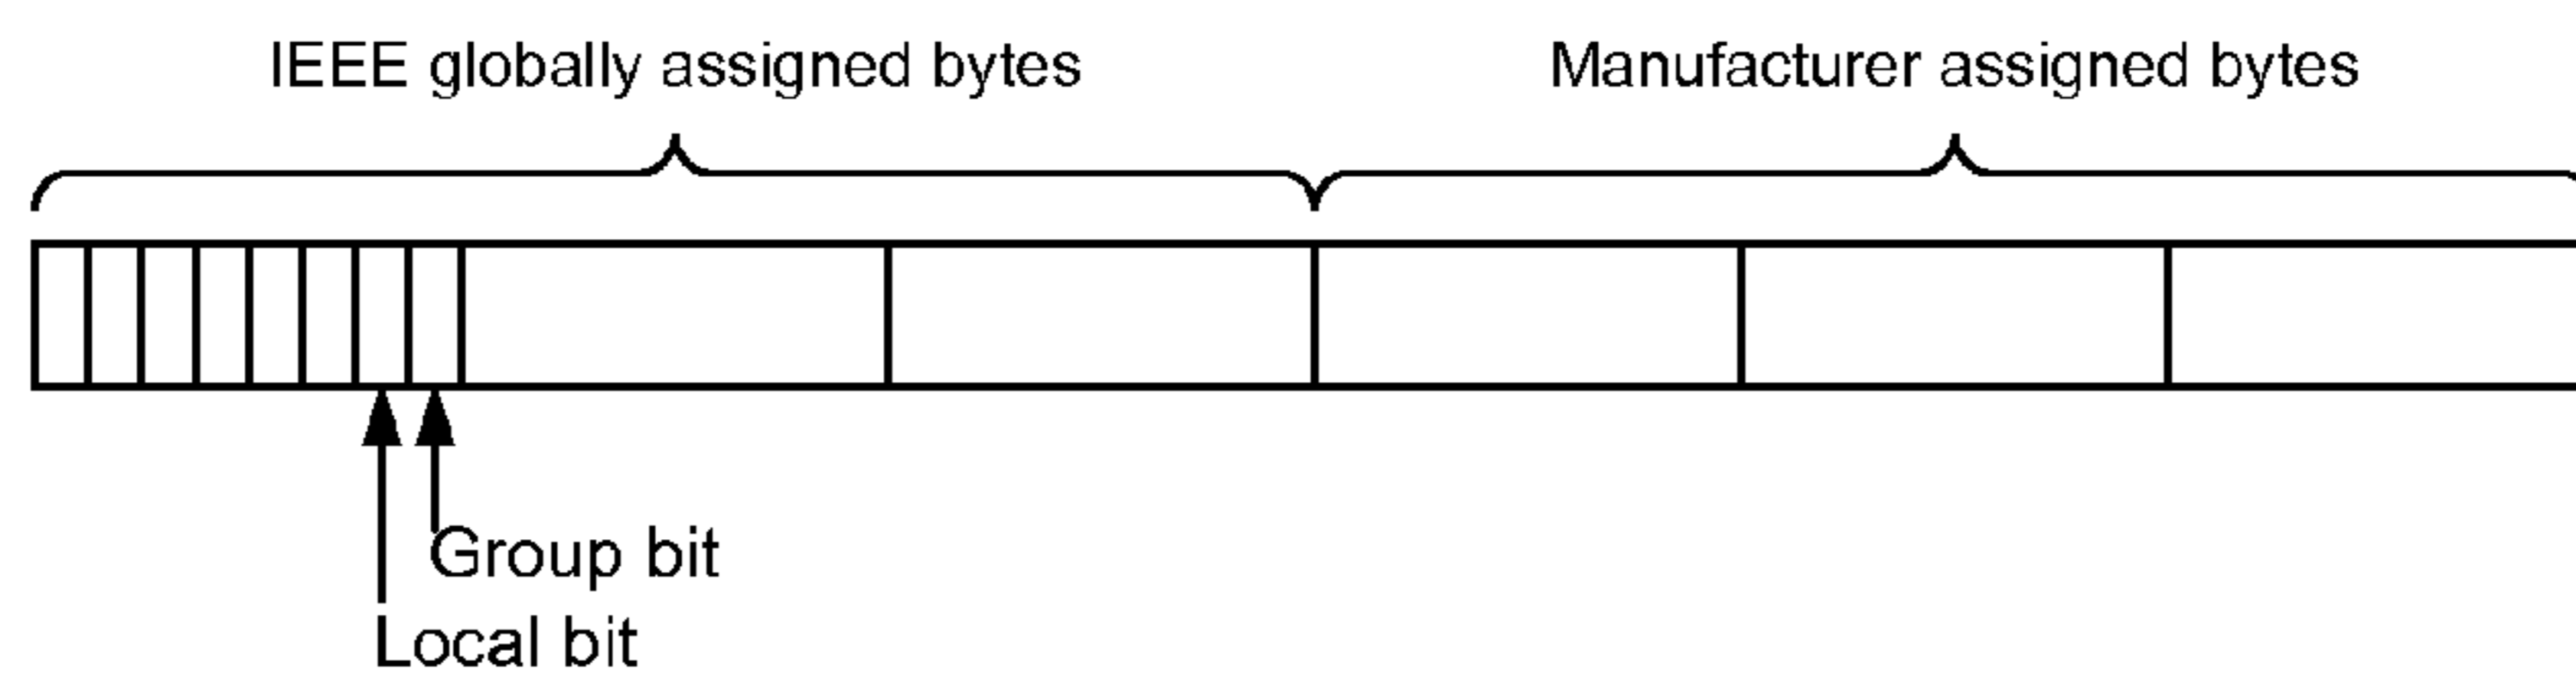 IEEE globally assigned bytes
Manufacturer assigned bytes
Group bit
Local bit